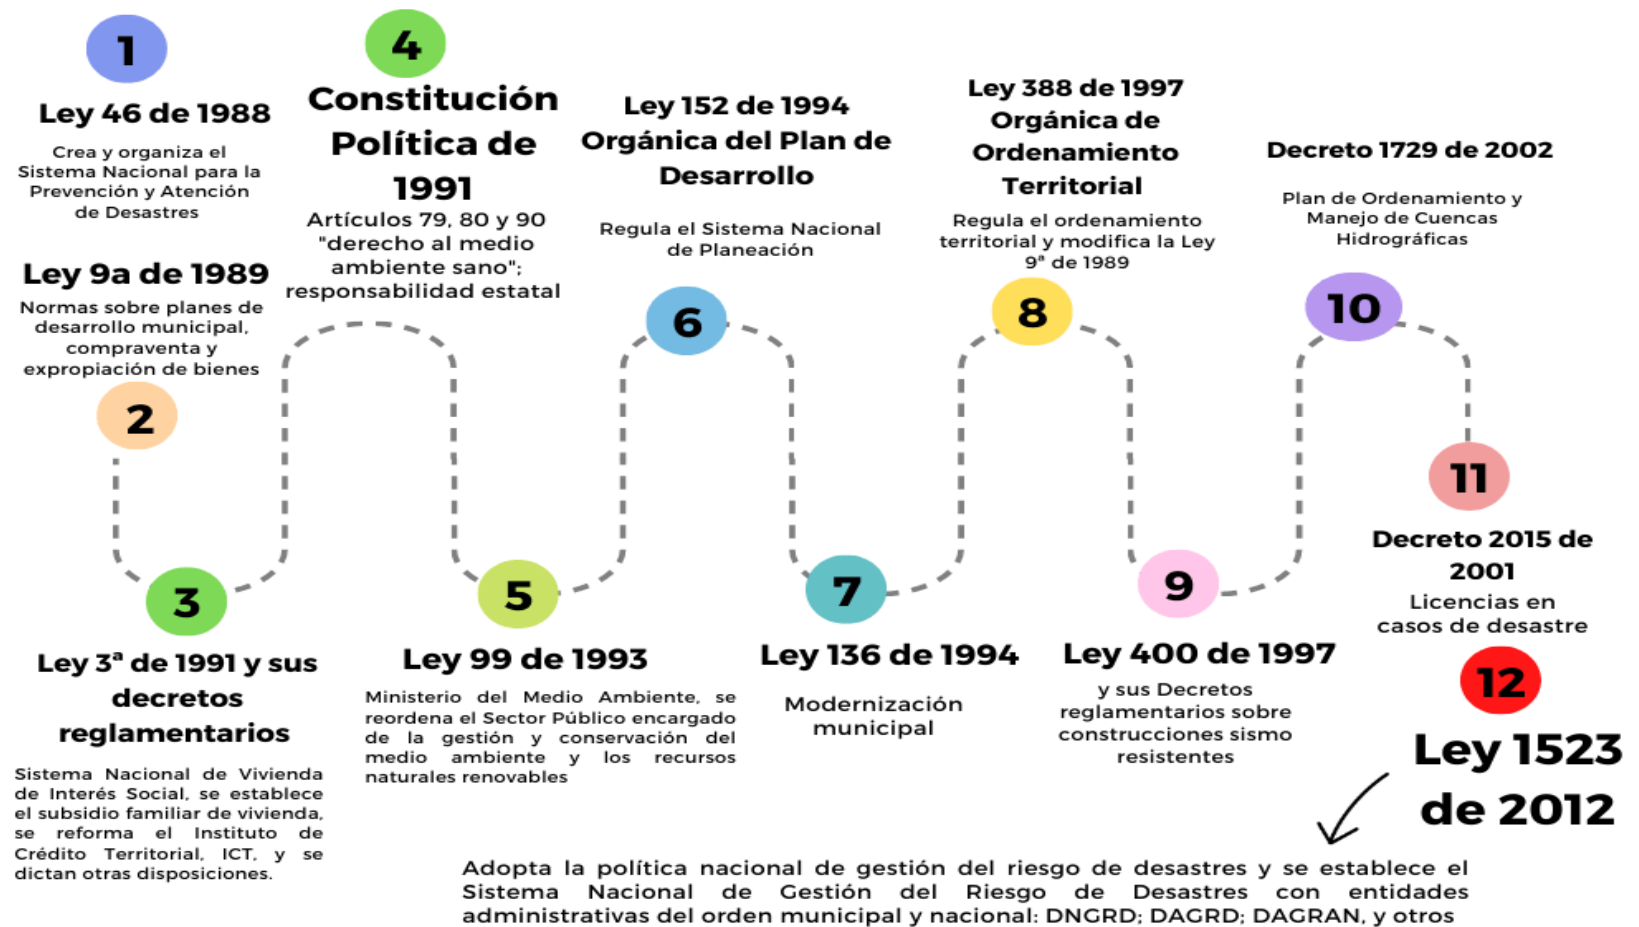 1
Ley 46 de 1988
Crea y organiza el
Sistema Nacional para la
Prevención y Atención
de Desastres
Ley 9a de 1989
Normas sobre planes de
desarrollo municipal,
compraventa y
expropiación de bienes
2
3
Ley 3ª de 1991 y sus
decretos
reglamentarios
Sistema Nacional de Vivienda
de Interés Social, se establece
el subsidio familiar de vivienda,
se reforma el Instituto de
Crédito Territorial, ICT, y se
dictan otras disposiciones.
4
Constitución
Política de
1991
Artículos 79, 80 y 90
"derecho al medio
ambiente sano";
responsabilidad estatal
5
Ley 99 de 1993
Ministerio del Medio Ambiente, se
reordena el Sector Público encargado
de la gestión y conservación del
medio ambiente y los recursos
naturales renovables
Ley 152 de 1994
Orgánica del Plan de
Desarrollo
Regula el Sistema Nacional
de Planeación
6
7
Ley 136 de 1994
Modernización
municipal
Ley 388 de 1997
Orgánica de
Ordenamiento
Territorial
Regula el ordenamiento
territorial y modifica la Ley
9ª de 1989
8
9
Ley 400 de 1997
y sus Decretos
reglamentarios sobre
construcciones sismo
resistentes
Decreto 1729 de 2002
Plan de Ordenamiento y
Manejo de Cuencas
Hidrográficas
10
11
Decreto 2015 de
2001
Licencias en
casos de desastre
12
Ley 1523
de 2012
Adopta la política nacional de gestión del riesgo de desastres y se establece el
Sistema Nacional de Gestión del Riesgo de Desastres con entidades
administrativas del orden municipal y nacional: DNGRD; DAGRD; DAGRAN, y otros